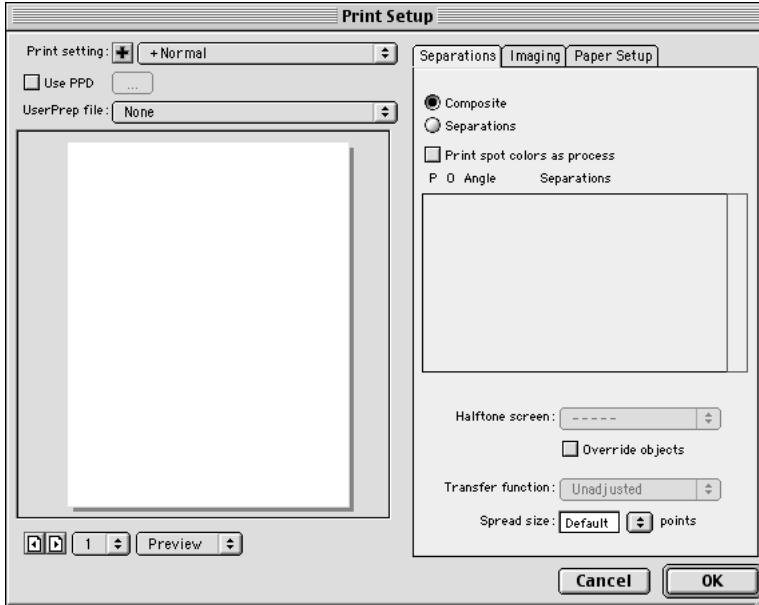 Print Setup
Print setting: + Normal
Use PPD ...
UserPrep file: None
1 Preview
Separations Imaging Paper Setup
Composite
Separations
Print spot colors as process
P O Angle Separations
Halftone screen: -----
Override objects
Transfer function: Unadjusted
Spread size: Default points
Cancel OK